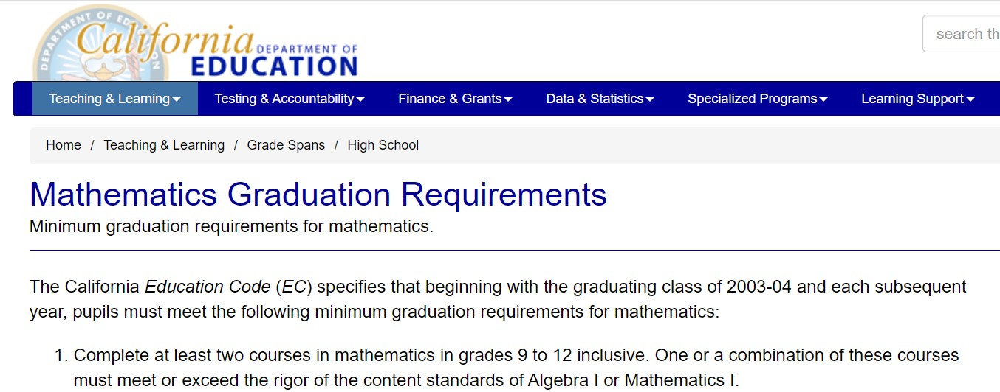 DEPARTMENT OF EDUCATION
California
DEPARTMENT OF
EDUCATION
search th
Teaching & Learning Testing & Accountability Finance & Grants Data & Statistics Specialized Programs Learning Support
Home / Teaching & Learning / Grade Spans / High School
Mathematics Graduation Requirements
Minimum graduation requirements for mathematics.
The California Education Code (EC) specifies that beginning with the graduating class of 2003-04 and each subsequent
year, pupils must meet the following minimum graduation requirements for mathematics:
1. Complete at least two courses in mathematics in grades 9 to 12 inclusive. One or a combination of these courses
must meet or exceed the rigor of the content standards of Algebra I or Mathematics I.